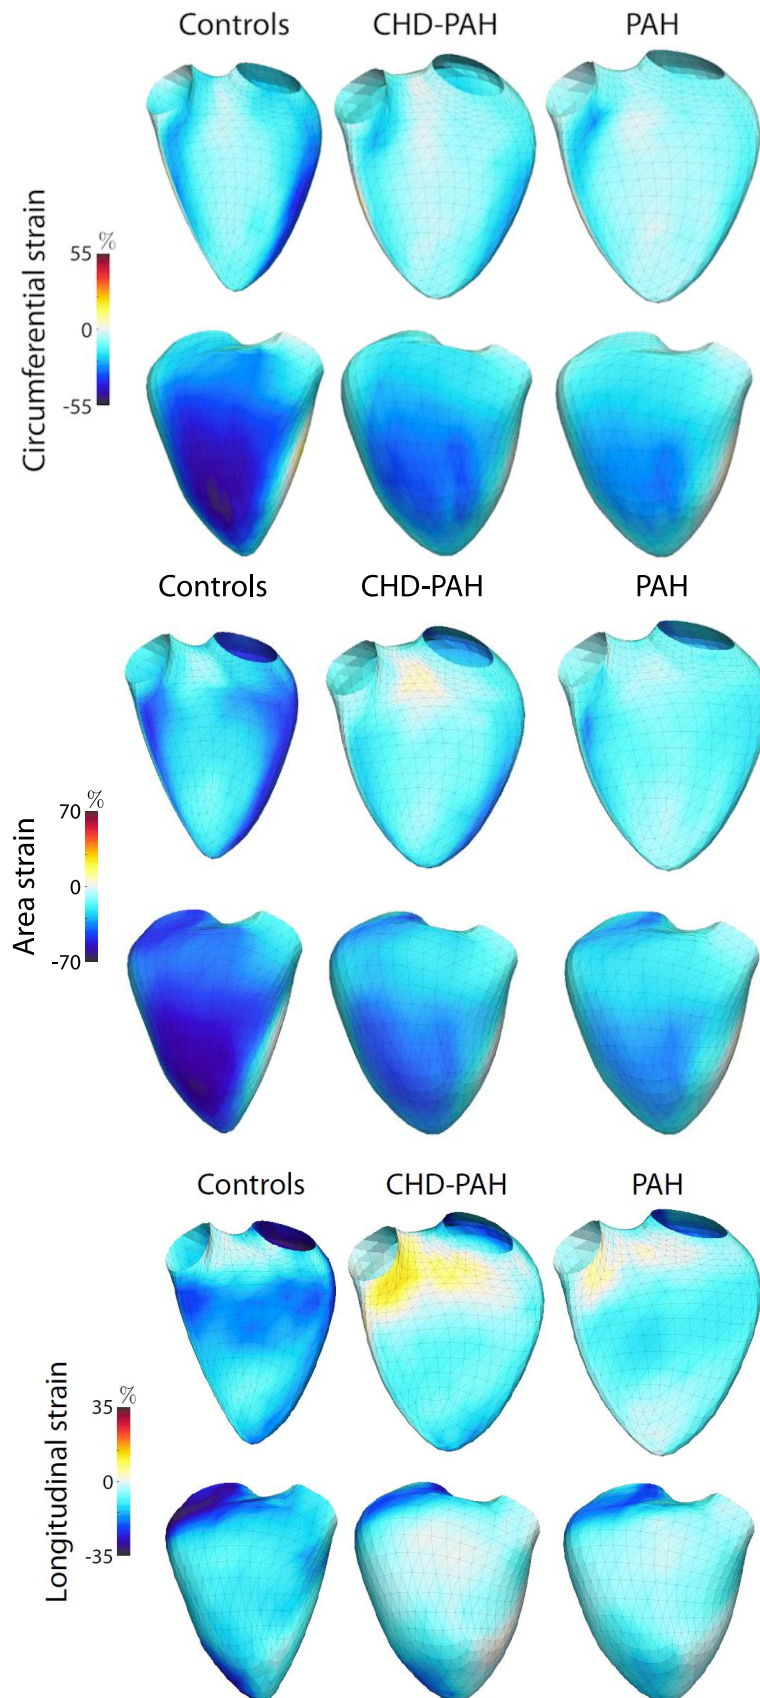 Controls CHD-PAH PAH
Circumferential strain
%
55
0
-55
Controls CHD-PAH PAH
Area strain
%
70
0
-70
Controls CHD-PAH PAH
Longitudinal strain
%
35
0
-35